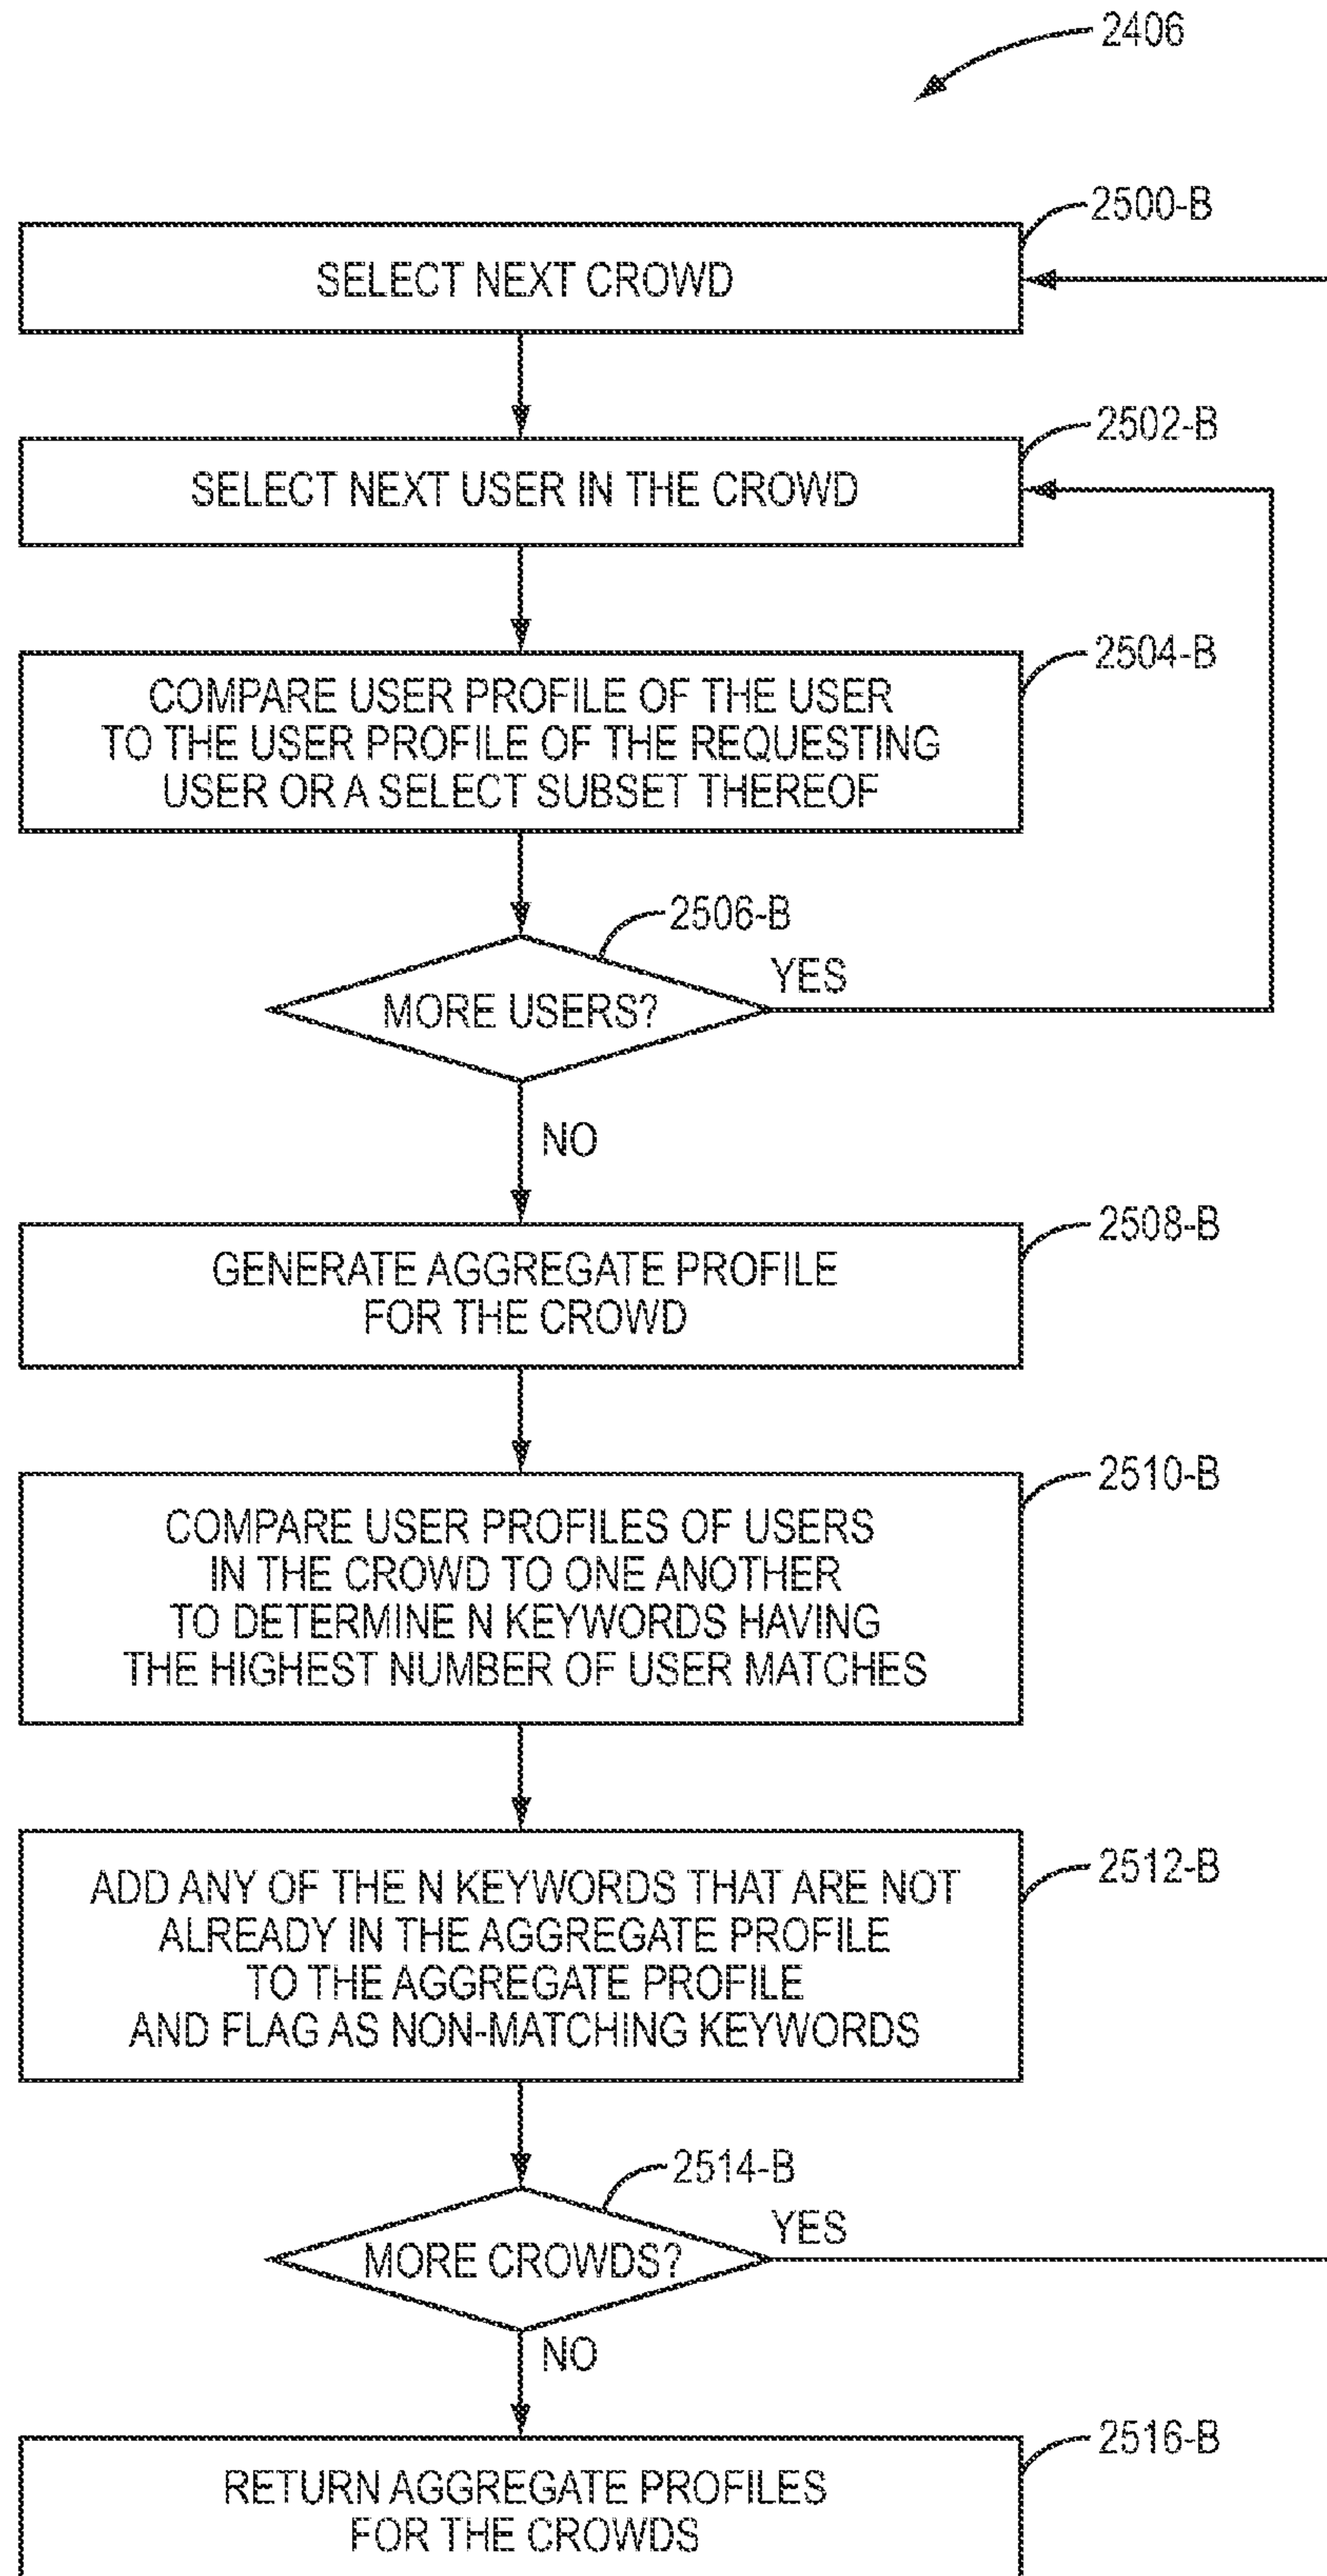 2406
2500-B
SELECT NEXT CROWD
2502-B
SELECT NEXT USER IN THE CROWD
2504-B
COMPARE USER PROFILE OF THE USER
TO THE USER PROFILE OF THE REQUESTING
USER OR A SELECT SUBSET THEREOF
2506-B
YES
MORE USERS?
NO
2508-B
GENERATE AGGREGATE PROFILE
FOR THE CROWD
2510-B
COMPARE USER PROFILES OF USERS
IN THE CROWD TO ONE ANOTHER
TO DETERMINE N KEYWORDS HAVING
THE HIGHEST NUMBER OF USER MATCHES
2512-B
ADD ANY OF THE N KEYWORDS THAT ARE NOT
ALREADY IN THE AGGREGATE PROFILE
TO THE AGGREGATE PROFILE
AND FLAG AS NON-MATCHING KEYWORDS
2514-B
YES
MORE CROWDS?
NO
2516-B
RETURN AGGREGATE PROFILES
FOR THE CROWDS